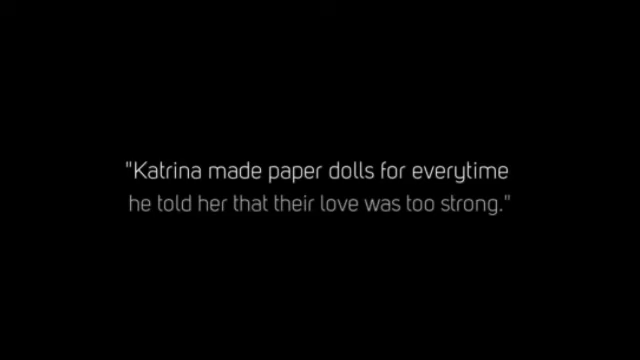 "Katrina made paper dolls for everytime
he told her that their love was too strong."